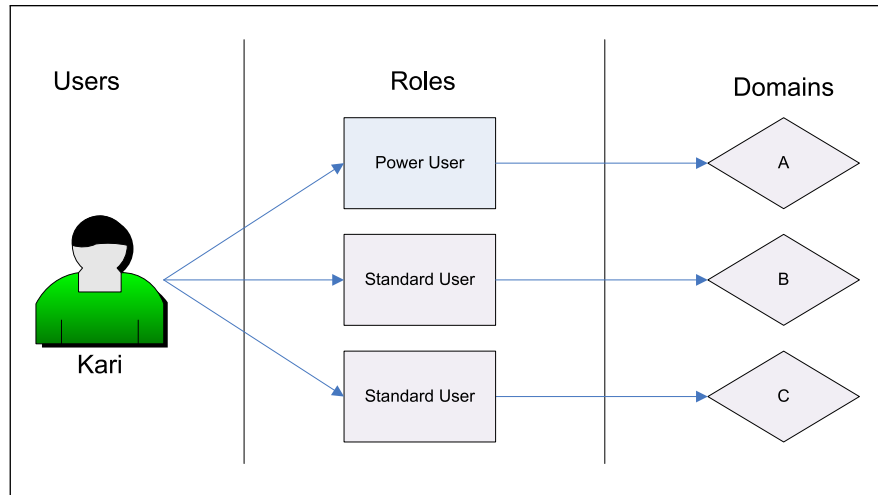 Users
Roles
Domains
Power User
A
Standard User
B
Standard User
C
Kari